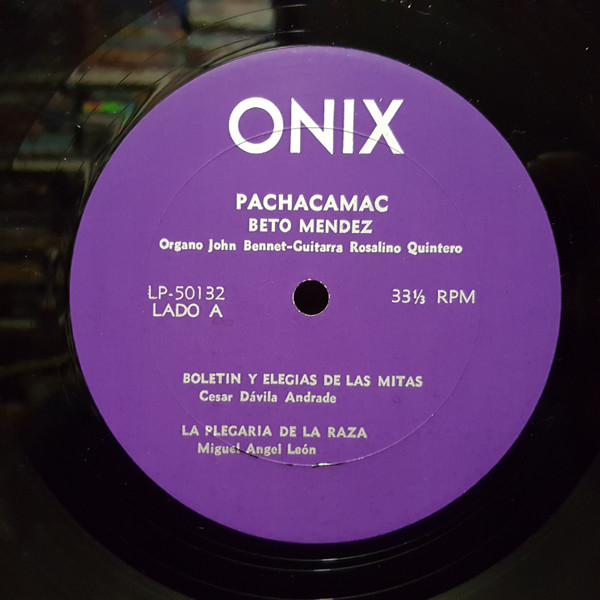 ONIX
PACHACAMAC
BETO MENDEZ
Organo John Bennet-Guitarra Rosalino Quintero
LP-50132
LADO A
33⅓ RPM
BOLETIN Y ELEGIAS DE LAS MITAS
Cesar Dávila Andrade
LA PLEGARIA DE LA RAZA
Miguel Angel León